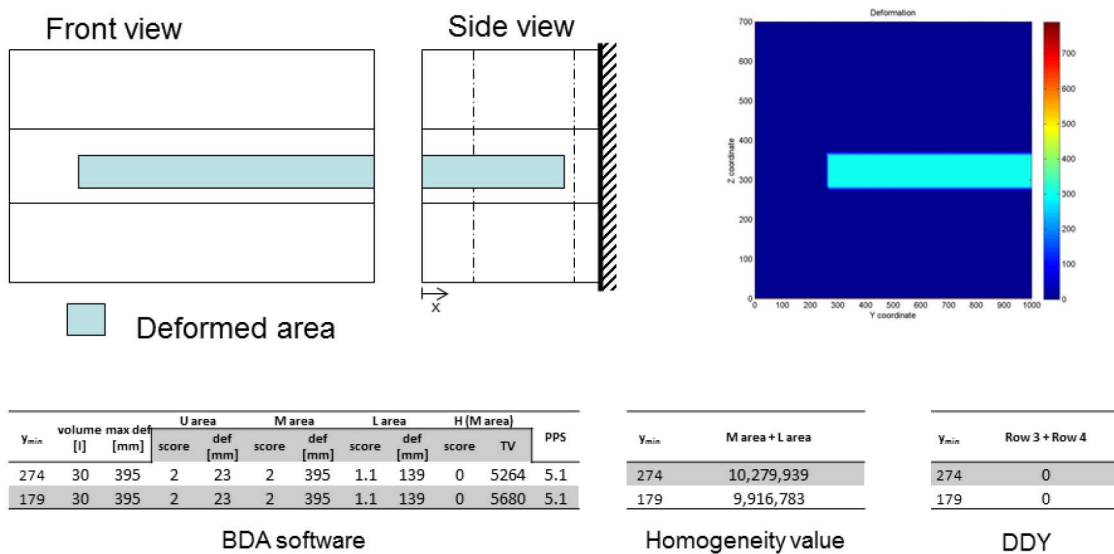 Front view
Side view
x
Deformed area
Deformation
700
600
500
400
300
200
100
0
Z coordinate
0 100 200 300 400 500 600 700 800 900 1000
Y coordinate
700
600
500
400
300
200
100
0
ymin volume [l] max def [mm] U area M area L area H (M area) PPS
score def [mm] score def [mm] score def [mm] score TV
274 30 395 2 23 2 395 1.1 139 0 5264 5.1
179 30 395 2 23 2 395 1.1 139 0 5680 5.1
BDA software
ymin M area + L area
274 10,279,939
179 9,916,783
Homogeneity value
ymin Row 3 + Row 4
274 0
179 0
DDY